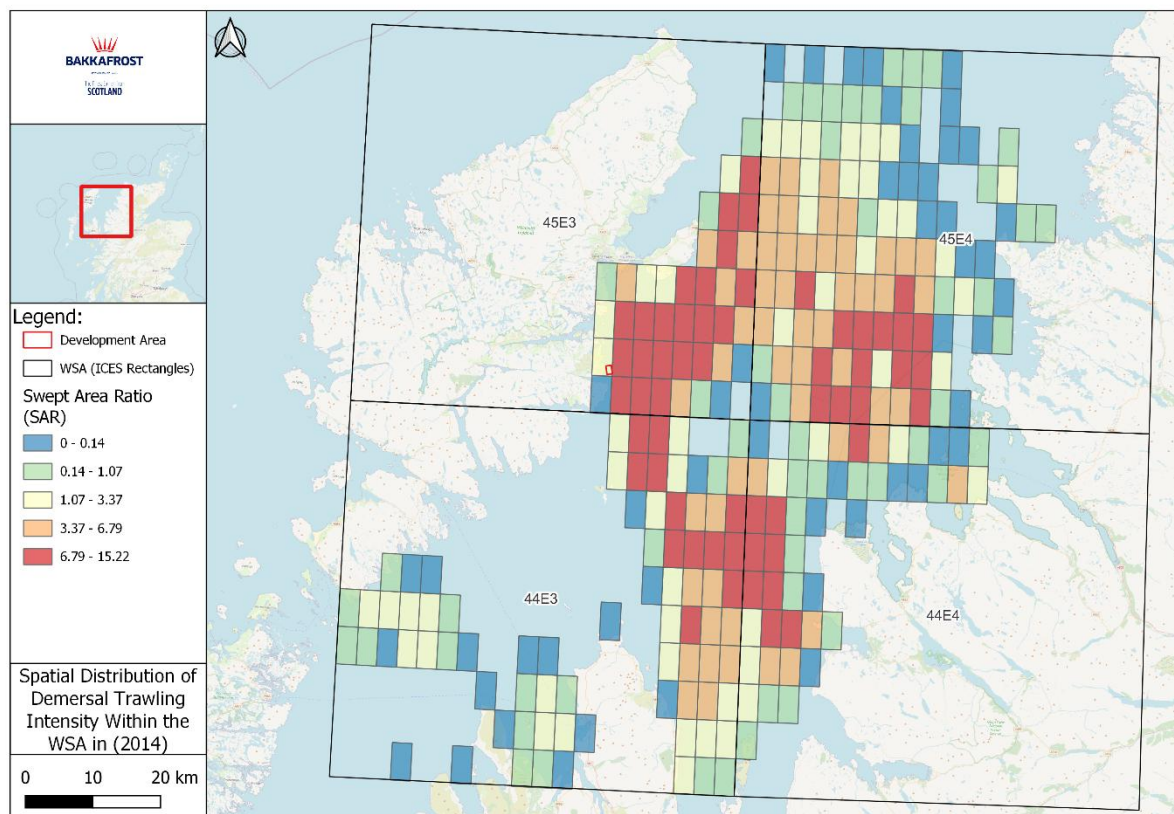 BAKKAFROST
SCOTLAND
Legend:
Development Area
WSA (ICES Rectangles)
Swept Area Ratio
(SAR)
0 - 0.14
0.14 - 1.07
1.07 - 3.37
3.37 - 6.79
6.79 - 15.22
Spatial Distribution of
Demersal Trawling
Intensity Within the
WSA in (2014)
0 10 20 km
45E3
45E4
44E3
44E4